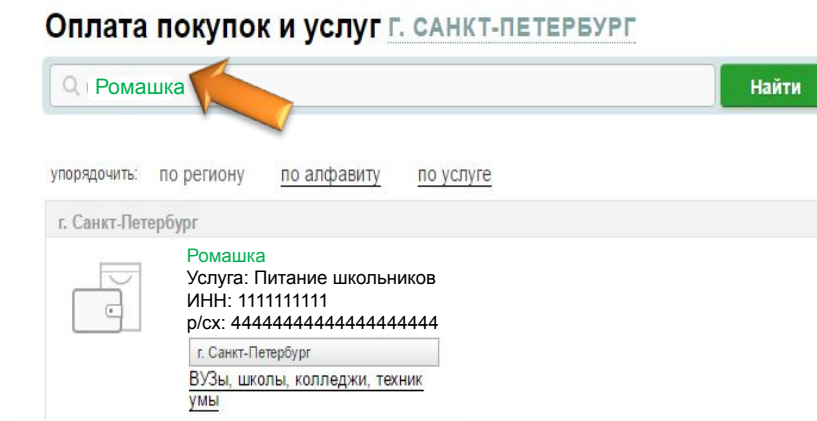 Оплата покупок и услуг Г. САНКТ-ПЕТЕРБУРГ
Ромашка
Найти
упорядочить: по региону по алфавиту по услуге
г. Санкт-Петербург
Ромашка
Услуга: Питание школьников
ИНН: 1111111111
р/сх: 44444444444444444444
г. Санкт-Петербург
ВУЗы, школы, колледжи, техник
умы